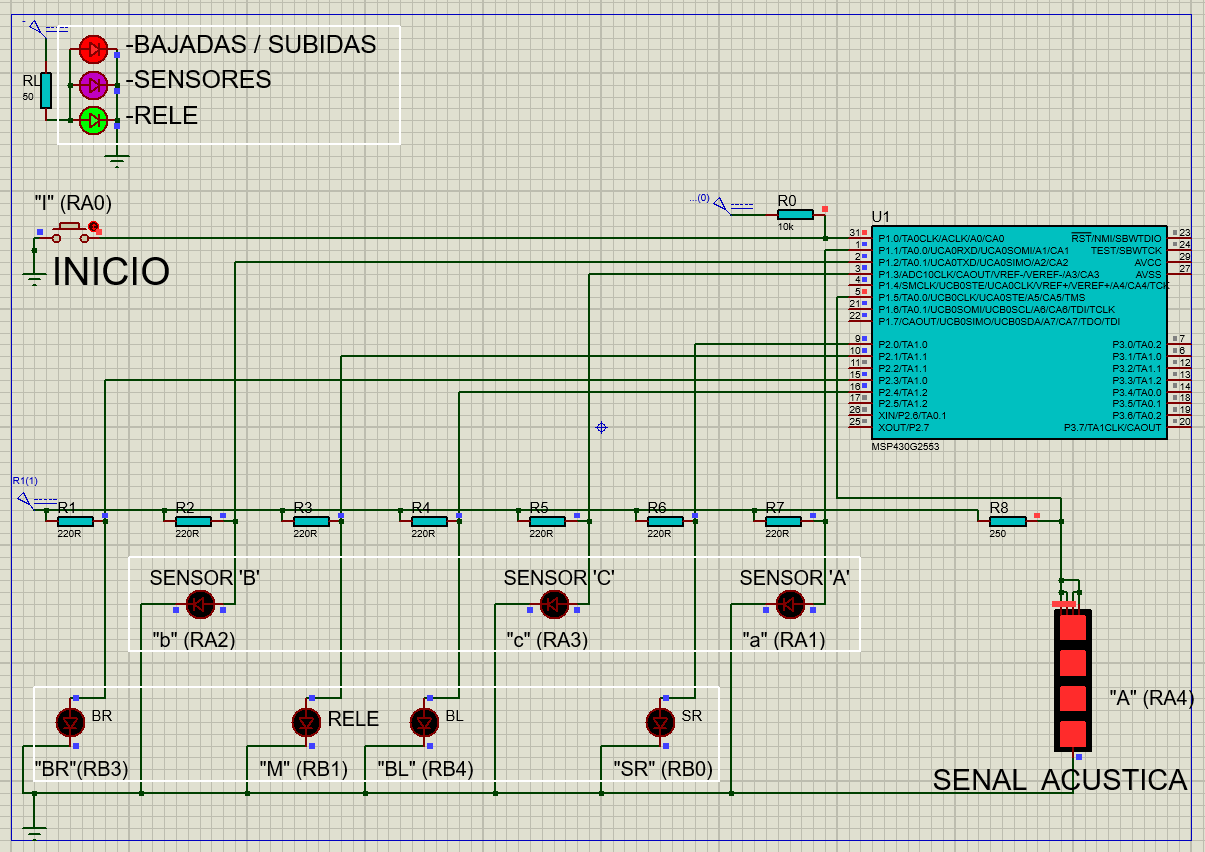 -BAJADAS / SUBIDAS
-SENSORES
-RELE
RL
50
"I" (RA0)
INICIO
...(0)
R0
10k
U1
31 P1.0/TA0CLK/ACLK/A0/CA0
1 P1.1/TA0.0/UCA0RXD/UCA0SOMI/A1/CA1
2 P1.2/TA0.1/UCA0TXD/UCA0SIMO/A2/CA2
3 P1.3/ADC10CLK/CAOUT/VREF-/VEREF-/A3/CA3
4 P1.4/SMCLK/UCB0STE/UCA0CLK/VREF+/VEREF+/A4/CA4/TCK
5 P1.5/TA0.0/UCB0CLK/UCA0STE/A5/CA5/TMS
21 P1.6/TA0.1/UCB0SOMI/UCB0SCL/A6/CA6/TDI/TCLK
22 P1.7/CAOUT/UCB0SIMO/UCB0SDA/A7/CA7/TDO/TDI
9 P2.0/TA1.0
10 P2.1/TA1.1
11 P2.2/TA1.1
15 P2.3/TA1.0
16 P2.4/TA1.2
17 P2.5/TA1.2
26 XIN/P2.6/TA0.1
25 XOUT/P2.7
RST/NMI/SBWTDIO 23
TEST/SBWTCK 24
AVCC 29
AVSS 27
P3.0/TA0.2 7
P3.1/TA1.0 6
P3.2/TA1.1 12
P3.3/TA1.2 13
P3.4/TA0.0 14
P3.5/TA0.1 18
P3.6/TA0.2 19
P3.7/TA1CLK/CAOUT 20
MSP430G2553
R1(1)
R1
220R
R2
220R
R3
220R
R4
220R
R5
220R
R6
220R
R7
220R
R8
250
SENSOR 'B'
"b" (RA2)
SENSOR 'C'
"c" (RA3)
SENSOR 'A'
"a" (RA1)
BR
"BR"(RB3)
RELE
"M" (RB1)
BL
"BL" (RB4)
SR
"SR" (RB0)
"A" (RA4)
SENAL ACUSTICA